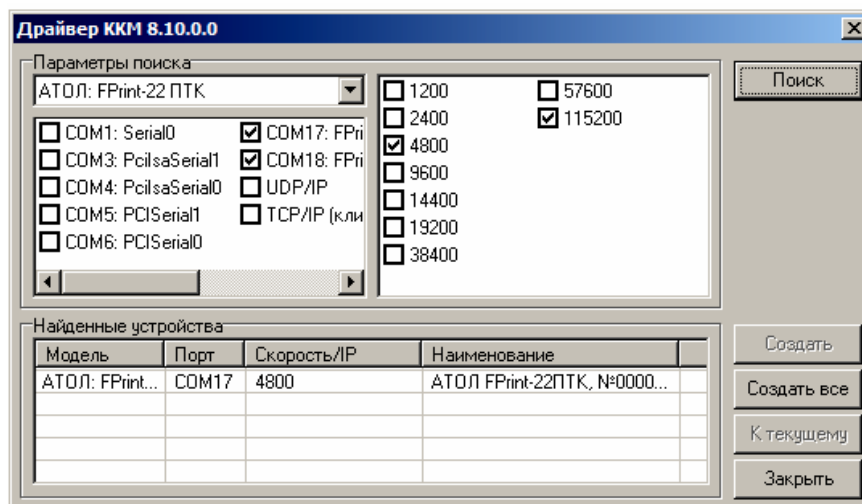 Драйвер ККМ 8.10.0.0
Параметры поиска
АТОЛ: FPrint-22 ПТК
COM1: Serial0
COM3: PciIsaSerial1
COM4: PciIsaSerial0
COM5: PCISerial1
COM6: PCISerial0
COM17: FPri
COM18: FPri
UDP/IP
TCP/IP (кли
1200
2400
4800
9600
14400
19200
38400
57600
115200
Поиск
Найденные устройства
Модель Порт Скорость/IP Наименование
АТОЛ: FPrint... COM17 4800 АТОЛ FPrint-22ПТК, №0000...
Создать
Создать все
К текущему
Закрыть